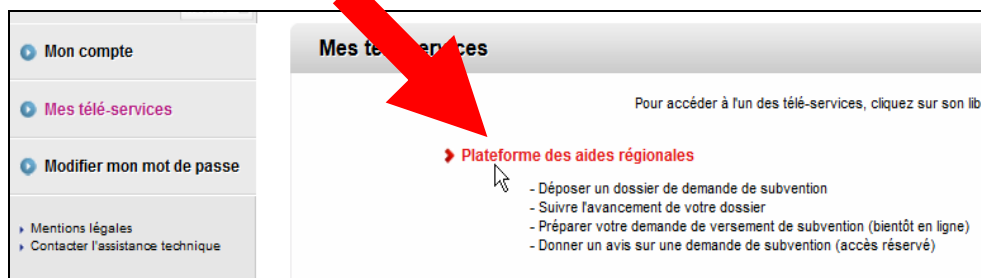 Mon compte
Mes télé-services
Modifier mon mot de passe
Mentions légales
Contacter l'assistance technique
Mes
Pour accéder à l'un des télé-services, cliquez sur son lib
Plateforme des aides régionales
- Déposer un dossier de demande de subvention
- Suivre l'avancement de votre dossier
- Préparer votre demande de versement de subvention (bientôt en ligne)
- Donner un avis sur une demande de subvention (accès réservé)